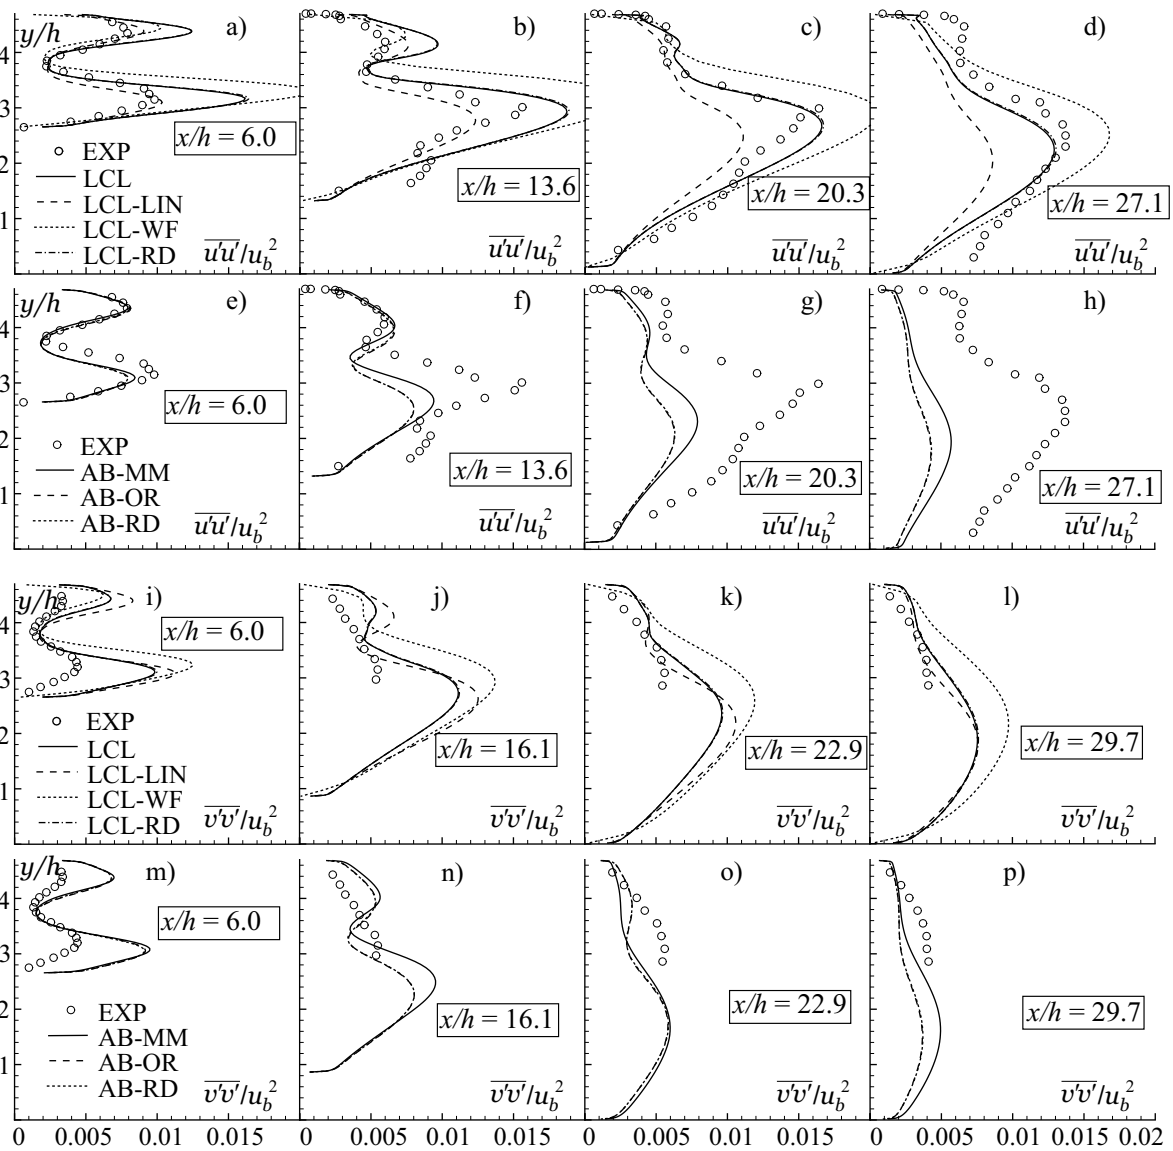 y/h a) b) c) d)
4
3
2
1
x/h = 6.0 x/h = 13.6 x/h = 20.3 x/h = 27.1
EXP
LCL
LCL-LIN
LCL-WF
LCL-RD
u'u'/u_b^2 u'u'/u_b^2 u'u'/u_b^2 u'u'/u_b^2
y/h e) f) g) h)
4
3
2
1
x/h = 6.0 x/h = 13.6 x/h = 20.3 x/h = 27.1
EXP
AB-MM
AB-OR
AB-RD
u'u'/u_b^2 u'u'/u_b^2 u'u'/u_b^2 u'u'/u_b^2
y/h i) j) k) l)
4
3
2
1
x/h = 6.0 x/h = 16.1 x/h = 22.9 x/h = 29.7
EXP
LCL
LCL-LIN
LCL-WF
LCL-RD
v'v'/u_b^2 v'v'/u_b^2 v'v'/u_b^2 v'v'/u_b^2
y/h m) n) o) p)
4
3
2
1
x/h = 6.0 x/h = 16.1 x/h = 22.9 x/h = 29.7
EXP
AB-MM
AB-OR
AB-RD
v'v'/u_b^2 v'v'/u_b^2 v'v'/u_b^2 v'v'/u_b^2
0 0.005 0.01 0.015 0 0.005 0.01 0.015 0 0.005 0.01 0.015 0 0.005 0.01 0.015 0.02